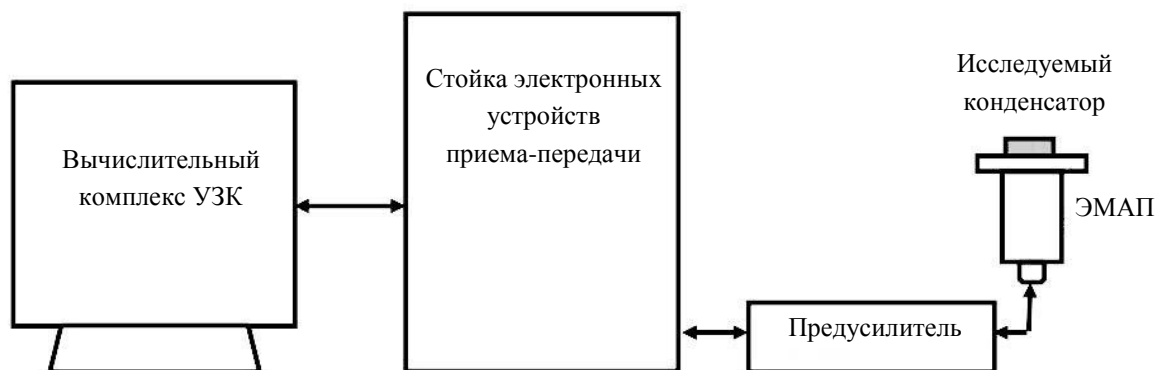 Вычислительный
комплекс УЗК
Стойка электронных
устройств
приема-передачи
Предусилитель
Исследуемый
конденсатор
ЭМАП